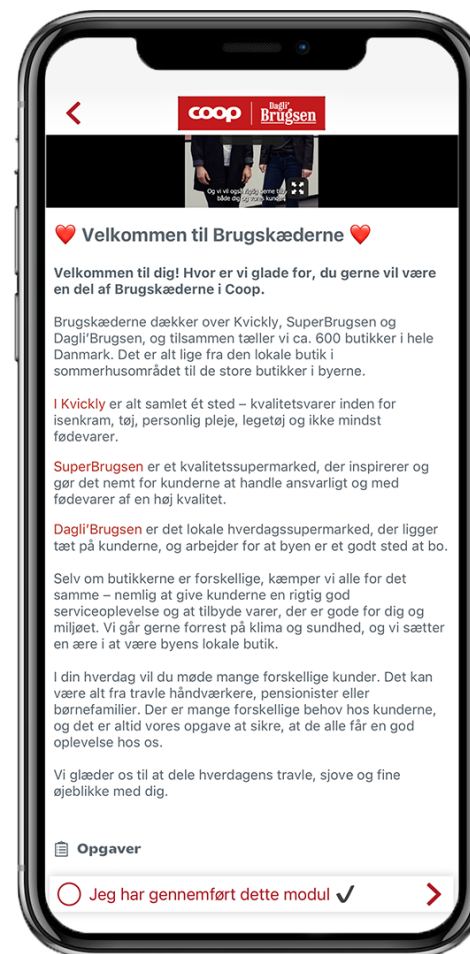 coop Dagli' Brugsen
Og vi vil også rigtig gerne
både dig og vores kunder
❤️ Velkommen til Brugskæderne ❤️
Velkommen til dig! Hvor er vi glade for, du gerne vil være
en del af Brugskæderne i Coop.
Brugskæderne dækker over Kvickly, SuperBrugsen og
Dagli'Brugsen, og tilsammen tæller vi ca. 600 butikker i hele
Danmark. Det er alt lige fra den lokale butik i
sommerhusområdet til de store butikker i byerne.
I Kvickly er alt samlet ét sted – kvalitetsvarer inden for
isenkram, tøj, personlig pleje, legetøj og ikke mindst
fødevarer.
SuperBrugsen er et kvalitetssupermarked, der inspirerer og
gør det nemt for kunderne at handle ansvarligt og med
fødevarer af en høj kvalitet.
Dagli'Brugsen er det lokale hverdagssupermarked, der ligger
tæt på kunderne, og arbejder for at byen er et godt sted at bo.
Selv om butikkerne er forskellige, kæmper vi alle for det
samme – nemlig at give kunderne en rigtig god
serviceoplevelse og at tilbyde varer, der er gode for dig og
miljøet. Vi går gerne forrest på klima og sundhed, og vi sætter
en ære i at være byens lokale butik.
I din hverdag vil du møde mange forskellige kunder. Det kan
være alt fra travle håndværkere, pensionister eller
børnefamilier. Der er mange forskellige behov hos kunderne,
og det er altid vores opgave at sikre, at de alle får en god
oplevelse hos os.
Vi glæder os til at dele hverdagens travle, sjove og fine
øjeblikke med dig.
Opgaver
Jeg har gennemført dette modul ✔